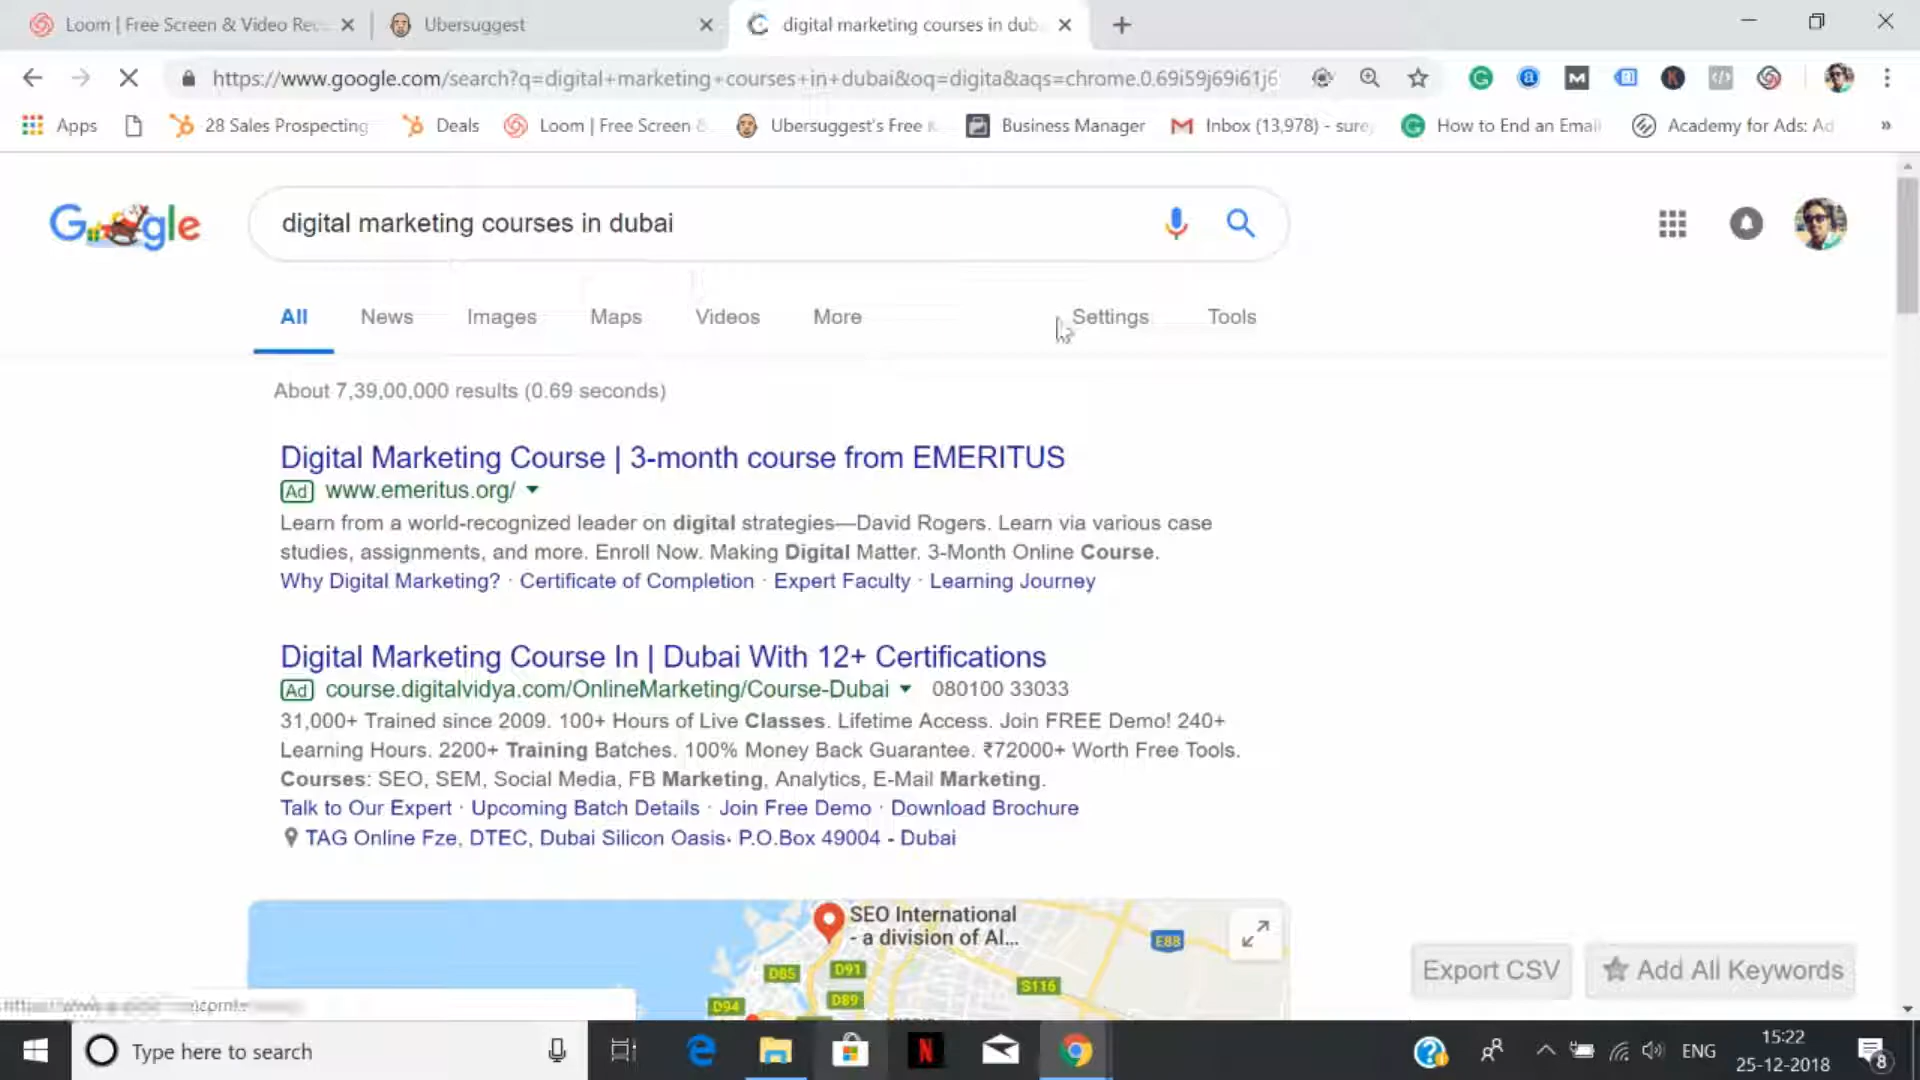 Loom | Free Screen & Video Rec
Ubersuggest
digital marketing courses in dub
https://www.google.com/search?q=digital+marketing+courses+in+dubai&oq=digita&aqs=chrome.0.69i59j69i61j6
Apps
28 Sales Prospecting
Deals
Loom | Free Screen &
Ubersuggest's Free
Business Manager
Inbox (13,978) - sure
How to End an Email
Academy for Ads: Ad
Google
digital marketing courses in dubai
All
News
Images
Maps
Videos
More
Settings
Tools
About 7,39,00,000 results (0.69 seconds)
Digital Marketing Course | 3-month course from EMERITUS
Ad www.emeritus.org/
Learn from a world-recognized leader on digital strategies—David Rogers. Learn via various case
studies, assignments, and more. Enroll Now. Making Digital Matter. 3-Month Online Course.
Why Digital Marketing? · Certificate of Completion · Expert Faculty · Learning Journey
Digital Marketing Course In | Dubai With 12+ Certifications
Ad course.digitalvidya.com/OnlineMarketing/Course-Dubai 080100 33033
31,000+ Trained since 2009. 100+ Hours of Live Classes. Lifetime Access. Join FREE Demo! 240+
Learning Hours. 2200+ Training Batches. 100% Money Back Guarantee. ₹72000+ Worth Free Tools.
Courses: SEO, SEM, Social Media, FB Marketing, Analytics, E-Mail Marketing.
Talk to Our Expert · Upcoming Batch Details · Join Free Demo · Download Brochure
TAG Online Fze, DTEC, Dubai Silicon Oasis· P.O.Box 49004 - Dubai
SEO International
- a division of Al...
E88
D85
D91
D89
S116
D94
Export CSV
Add All Keywords
Type here to search
ENG
15:22
25-12-2018
8